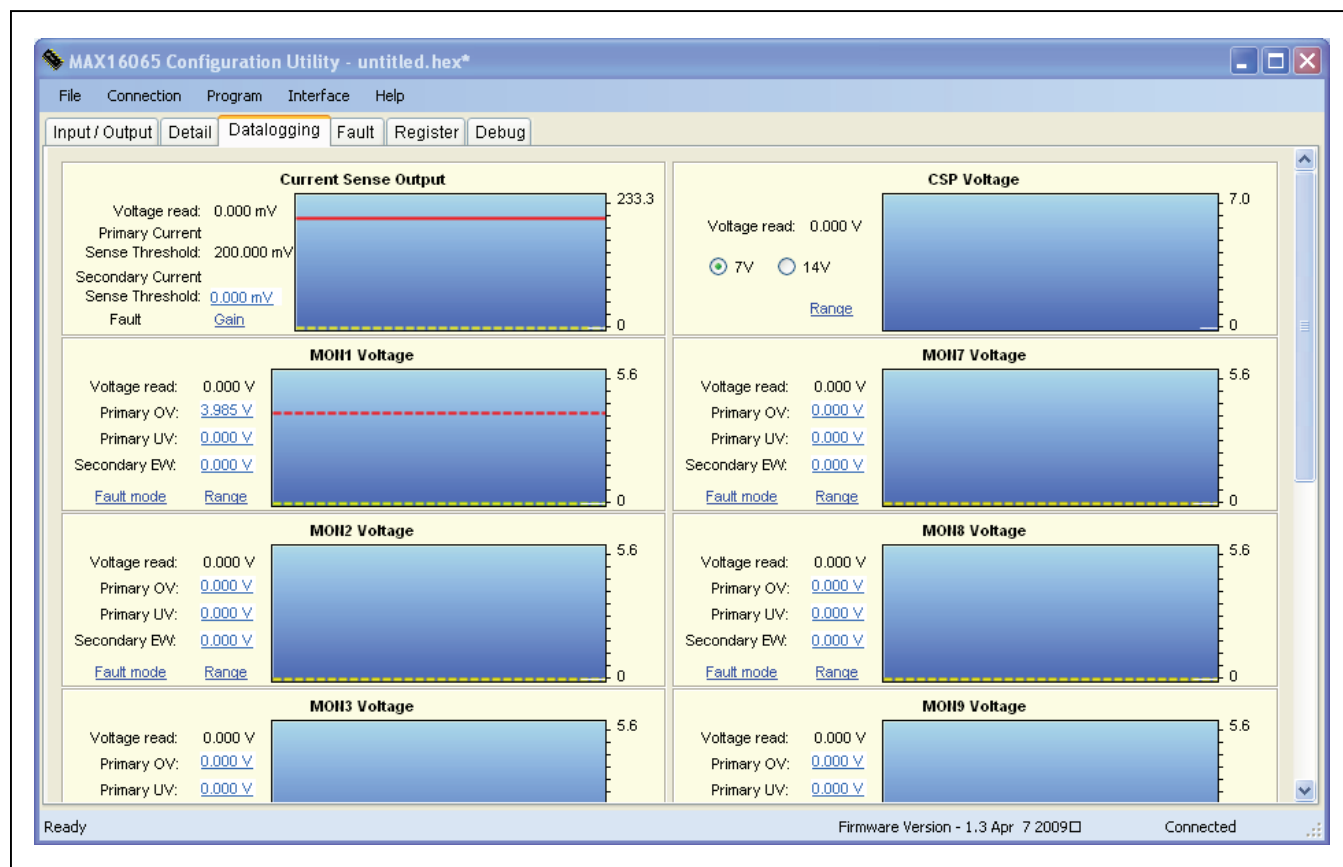 MAX16065 Configuration Utility - untitled.hex*
File Connection Program Interface Help
Input / Output Detail Datalogging Fault Register Debug
Current Sense Output
Voltage read: 0.000 mV
Primary Current
Sense Threshold: 200.000 mV
Secondary Current
Sense Threshold: 0.000 mV
Fault Gain
233.3
0
CSP Voltage
Voltage read: 0.000 V
7V 14V
Range
7.0
0
MON1 Voltage
Voltage read: 0.000 V
Primary OV: 3.985 V
Primary UV: 0.000 V
Secondary EW: 0.000 V
Fault mode Range
5.6
0
MON7 Voltage
Voltage read: 0.000 V
Primary OV: 0.000 V
Primary UV: 0.000 V
Secondary EW: 0.000 V
Fault mode Range
5.6
0
MON2 Voltage
Voltage read: 0.000 V
Primary OV: 0.000 V
Primary UV: 0.000 V
Secondary EW: 0.000 V
Fault mode Range
5.6
0
MON8 Voltage
Voltage read: 0.000 V
Primary OV: 0.000 V
Primary UV: 0.000 V
Secondary EW: 0.000 V
Fault mode Range
5.6
0
MON3 Voltage
Voltage read: 0.000 V
Primary OV: 0.000 V
Primary UV: 0.000 V
5.6
MON9 Voltage
Voltage read: 0.000 V
Primary OV: 0.000 V
Primary UV: 0.000 V
5.6
Ready Firmware Version - 1.3 Apr 7 2009□ Connected